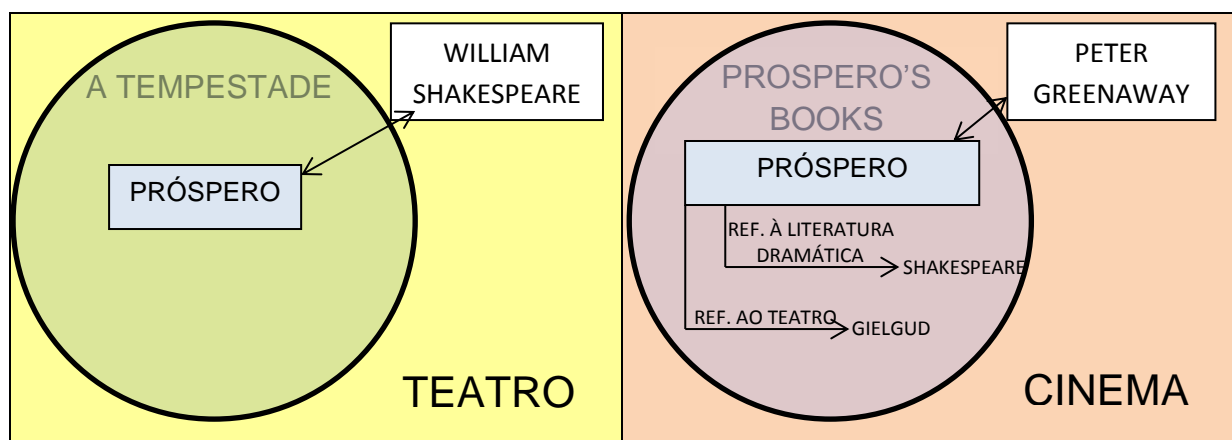 A TEMPESTADE
WILLIAM
SHAKESPEARE
PRÓSPERO
TEATRO
PROSPERO’S
BOOKS
PETER
GREENAWAY
PRÓSPERO
REF. À LITERATURA
DRAMÁTICA
SHAKESPEARE
REF. AO TEATRO
GIELGUD
CINEMA